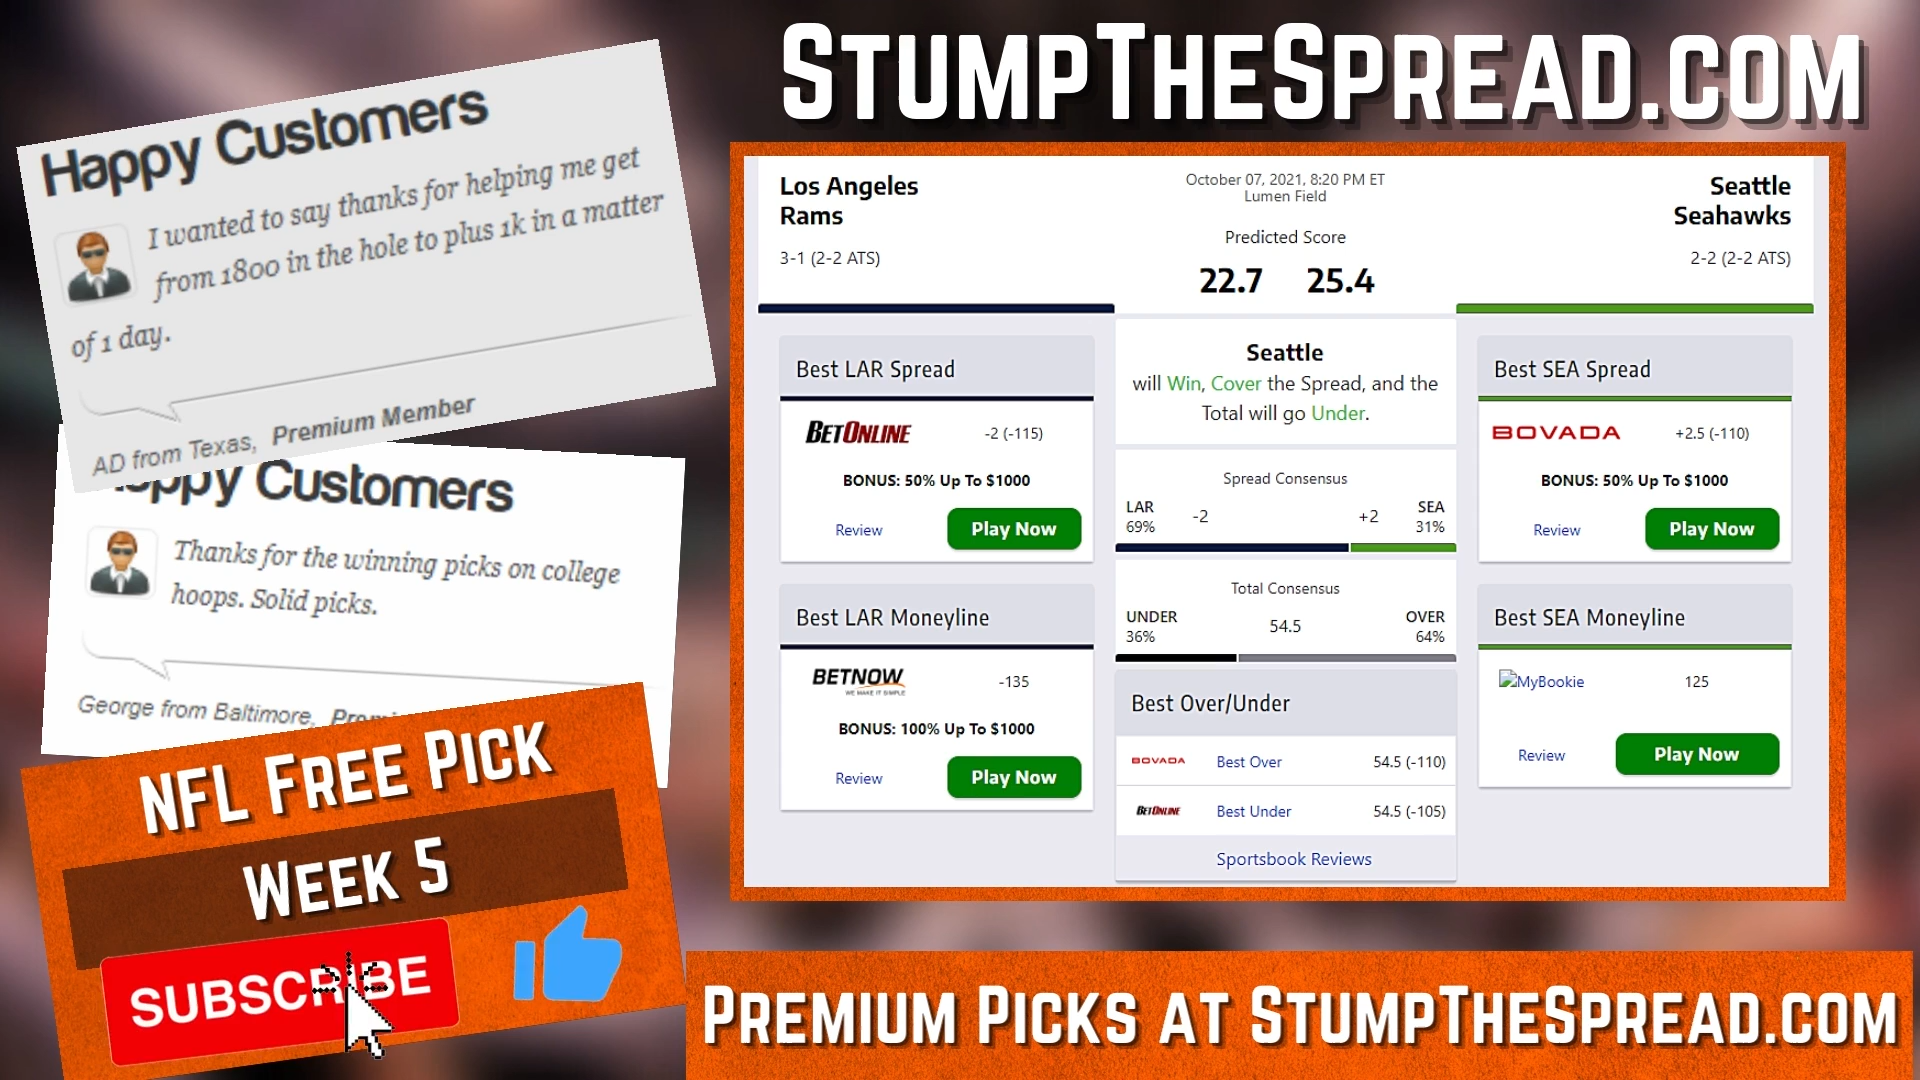 STUMPTHESPREAD.COM
Happy Customers
I wanted to say thanks for helping me get
from 1800 in the hole to plus 1k in a matter
of 1 day.
AD from Texas, Premium Member
Happy Customers
Thanks for the winning picks on college
hoops. Solid picks.
George from Baltimore,
NFL FREE PICK
WEEK 5
SUBSCRIBE
Los Angeles
Rams
3-1 (2-2 ATS)
October 07, 2021, 8:20 PM ET
Lumen Field
Predicted Score
22.7 25.4
Seattle
Seahawks
2-2 (2-2 ATS)
Best LAR Spread
BETONLINE -2 (-115)
BONUS: 50% Up To $1000
Review Play Now
Best LAR Moneyline
BETNOW -135
WE MAKE IT SIMPLE
BONUS: 100% Up To $1000
Review Play Now
Seattle
will Win, Cover the Spread, and the
Total will go Under.
Spread Consensus
LAR -2 +2 SEA
69% 31%
Total Consensus
UNDER 54.5 OVER
36% 64%
Best Over/Under
BOVADA Best Over 54.5 (-110)
BETONLINE Best Under 54.5 (-105)
Sportsbook Reviews
Best SEA Spread
BOVADA +2.5 (-110)
BONUS: 50% Up To $1000
Review Play Now
Best SEA Moneyline
MyBookie 125
Review Play Now
PREMIUM PICKS AT STUMPTHESPREAD.COM